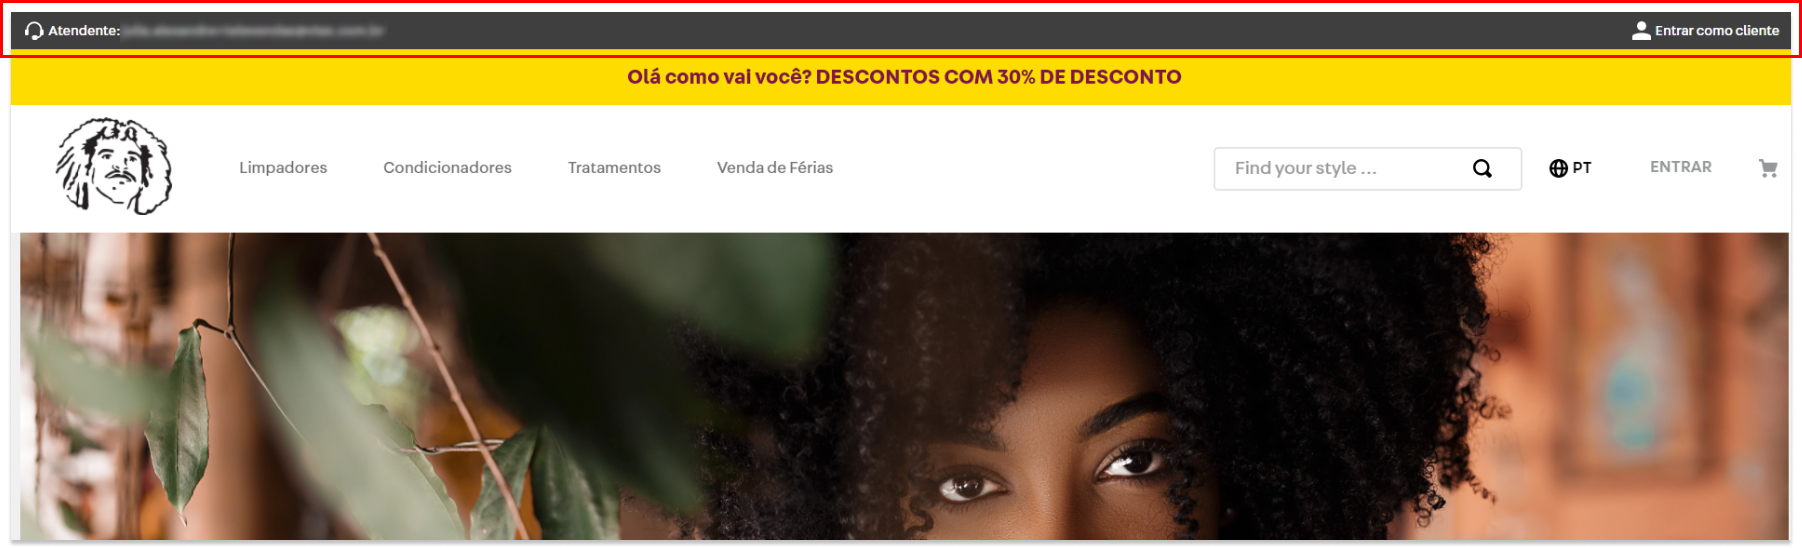 Atendente:
Entrar como cliente
Olá como vai você? DESCONTOS COM 30% DE DESCONTO
Limpadores
Condicionadores
Tratamentos
Venda de Férias
Find your style ...
PT
ENTRAR